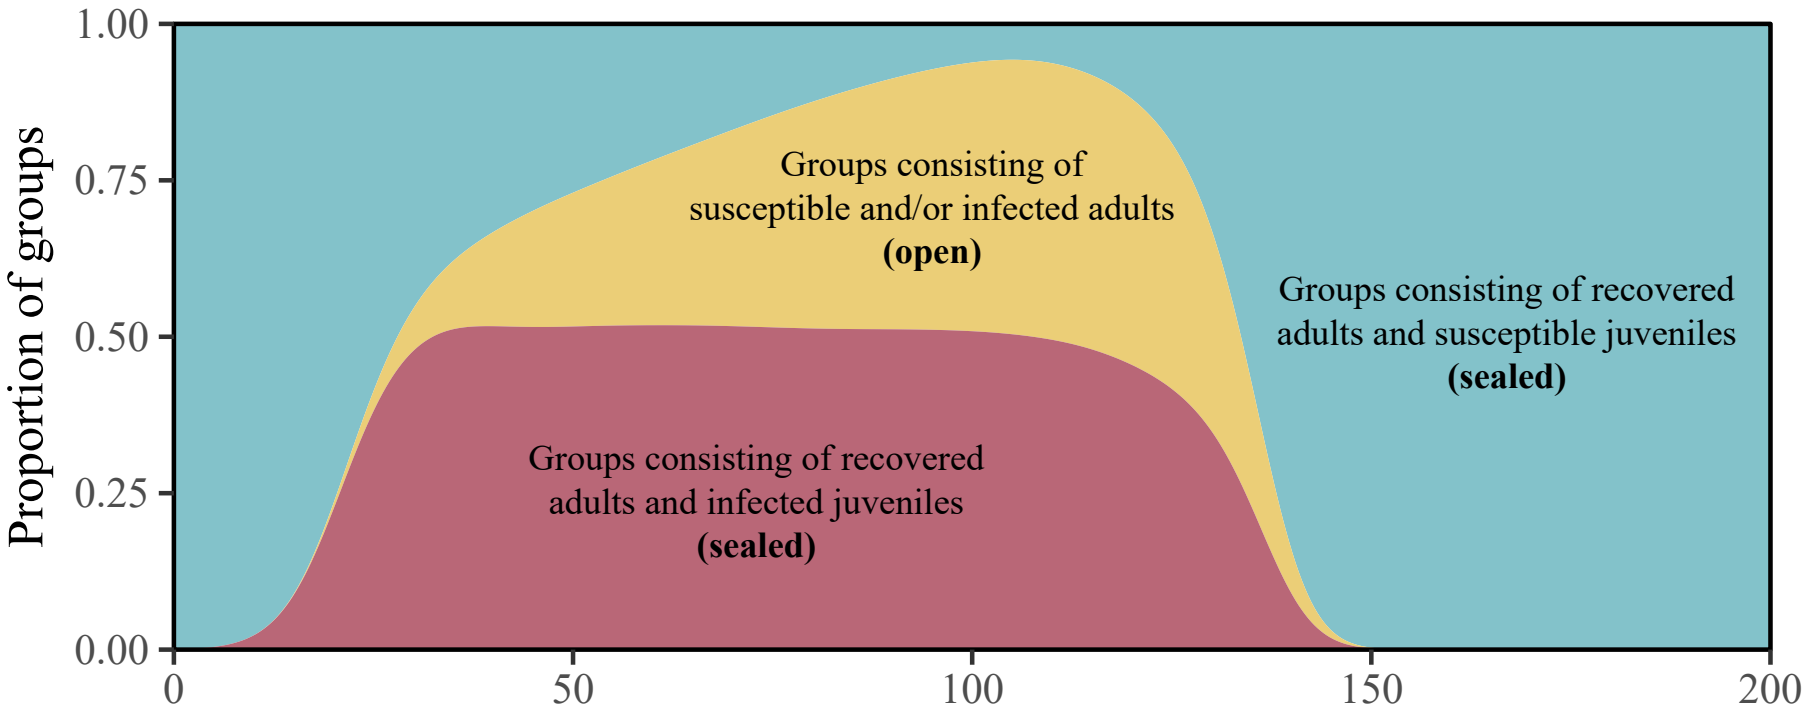 Proportion of groups
1.00
0.75
0.50
0.25
0.00
Groups consisting of
susceptible and/or infected adults
(open)
Groups consisting of recovered
adults and susceptible juveniles
(sealed)
Groups consisting of recovered
adults and infected juveniles
(sealed)
0 50 100 150 200